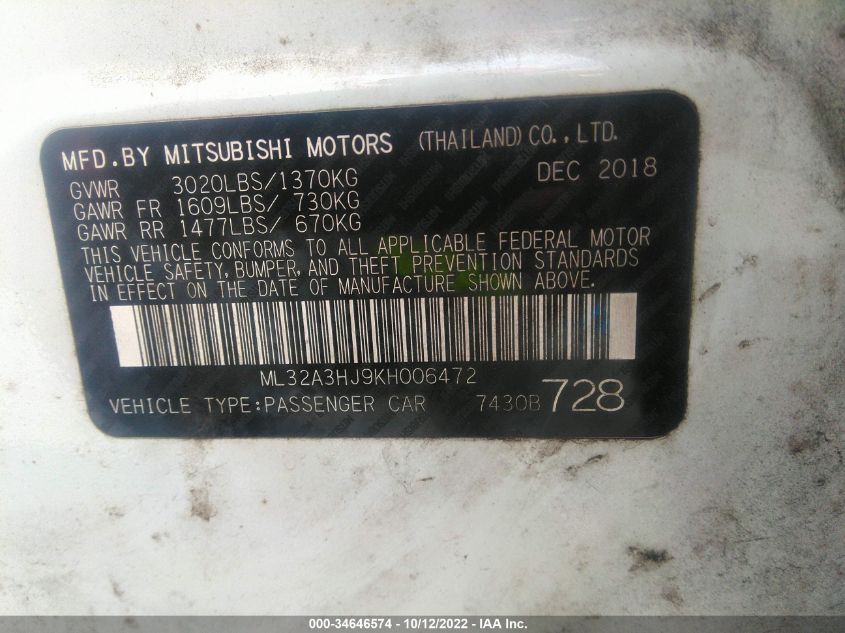 MFD.BY MITSUBISHI MOTORS (THAILAND) CO.,LTD.
GVWR 3020LBS/1370KG DEC 2018
GAWR FR 1609LBS/ 730KG
GAWR RR 1477LBS/ 670KG
THIS VEHICLE CONFORMS TO ALL APPLICABLE FEDERAL MOTOR
VEHICLE SAFETY, BUMPER, AND THEFT PREVENTION STANDARDS
IN EFFECT ON THE DATE OF MANUFACTURE SHOWN ABOVE.
ML32A3HJ9KH006472
VEHICLE TYPE:PASSENGER CAR 7430B 728
000-34646574 - 10/12/2022 - IAA Inc.